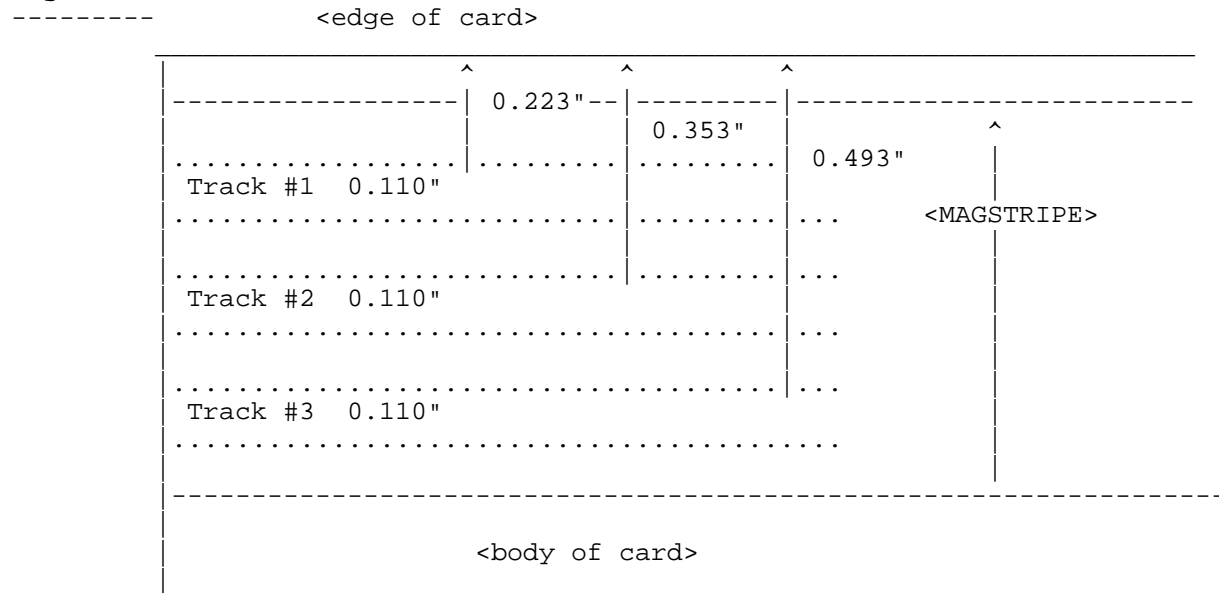 <edge of card>
0.223"
0.353"
0.493"
Track #1 0.110"
<MAGSTRIPE>
Track #2 0.110"
Track #3 0.110"
<body of card>